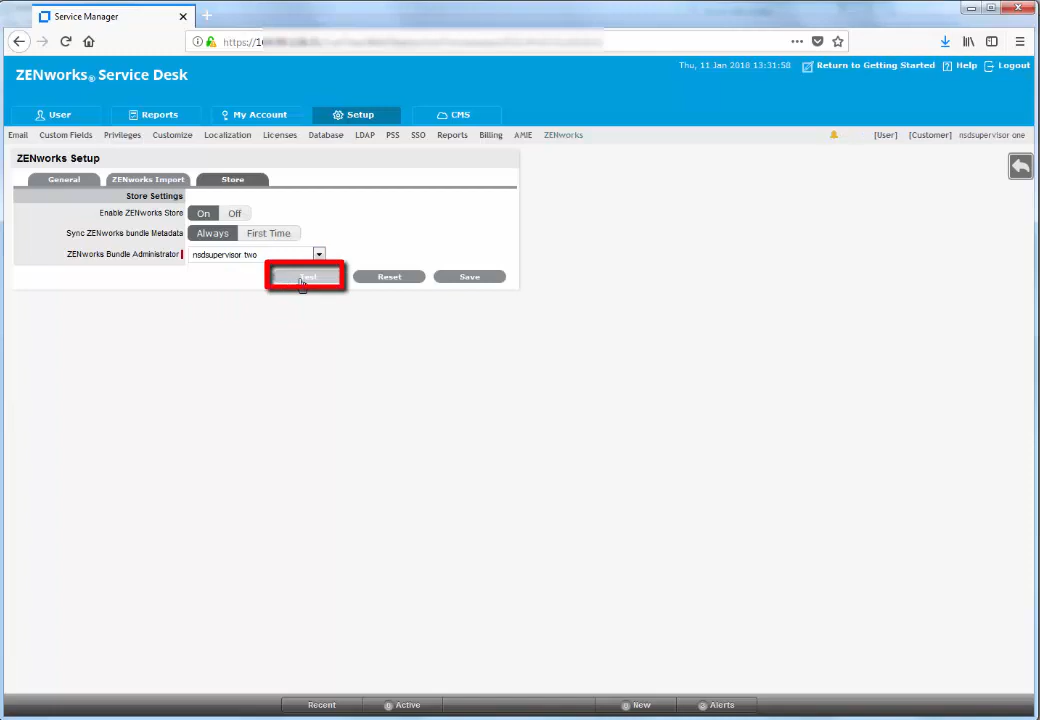 Service Manager
https://1
ZENworks® Service Desk
Thu, 11 Jan 2018 13:31:58 Return to Getting Started Help Logout
User Reports My Account Setup CMS
Email Custom Fields Privileges Customize Localization Licenses Database LDAP PSS SSO Reports Billing AMIE ZENworks [User] [Customer] nsdsupervisor one
ZENworks Setup
General ZENworks Import Store
Store Settings
Enable ZENworks Store On Off
Sync ZENworks bundle Metadata Always First Time
ZENworks Bundle Administrator nsdsupervisor two
Test Reset Save
Recent Active New Alerts